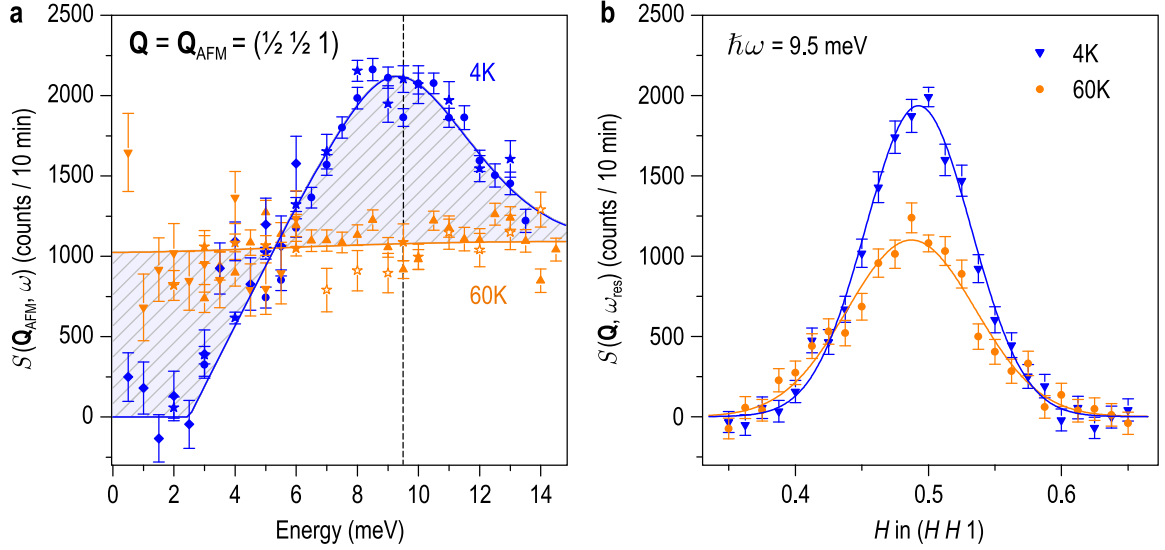 a
Q = Q_AFM = (½ ½ 1)
4K
60K
S(Q_AFM, ω) (counts / 10 min)
2500
2000
1500
1000
500
0
0 2 4 6 8 10 12 14
Energy (meV)
b
ℏω = 9.5 meV
4K
60K
S(Q, ω_res) (counts / 10 min)
2500
2000
1500
1000
500
0
0.4 0.5 0.6
H in (H H 1)